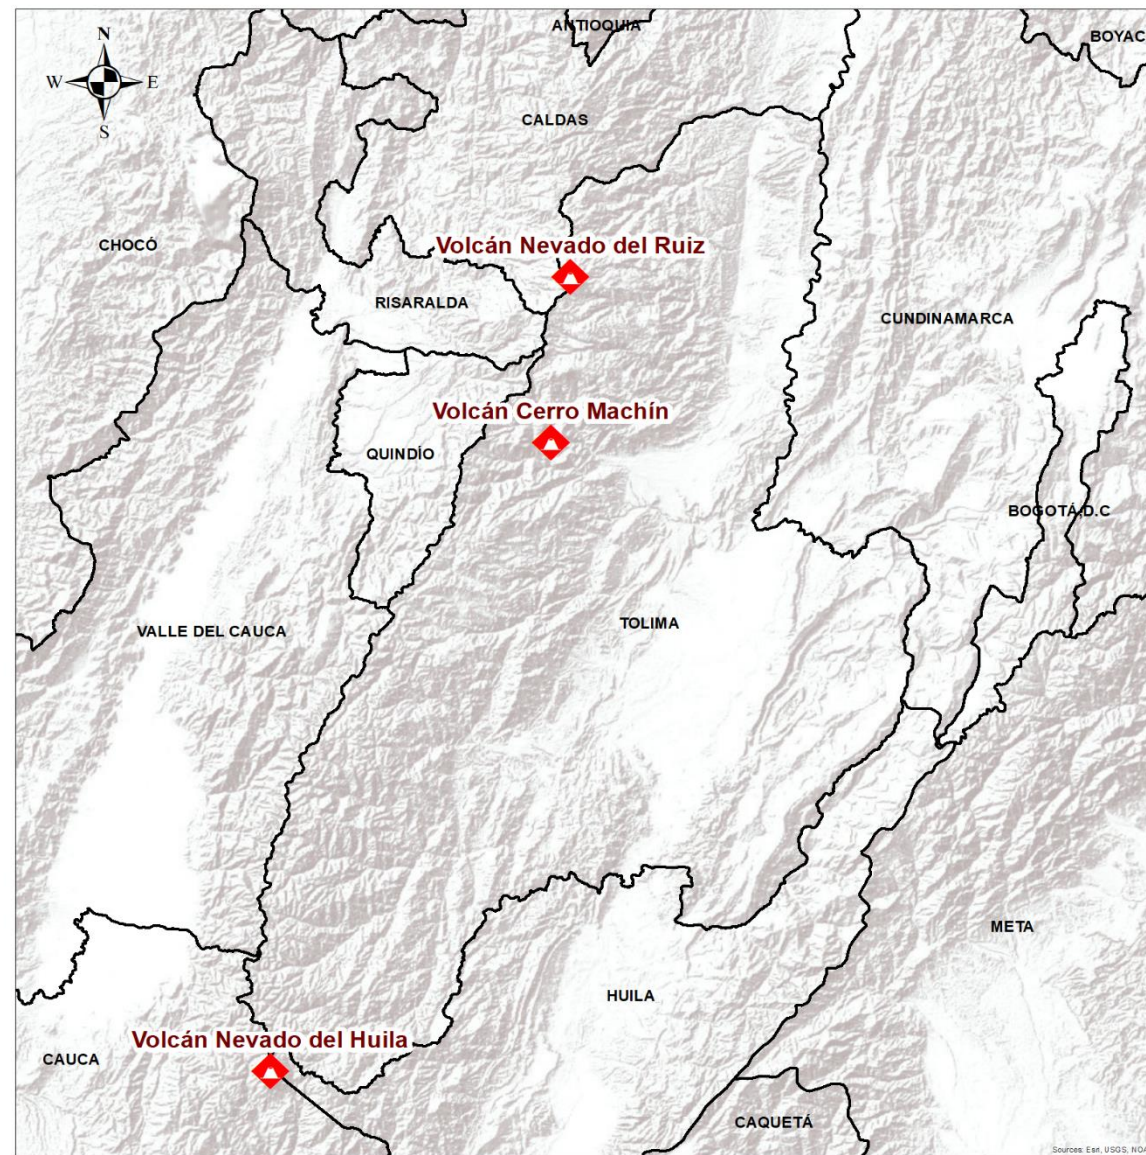 ANTIOQUIA
BOYAC
N
W E
S
CALDAS
CHOCÓ
Volcán Nevado del Ruiz
RISARALDA
CUNDINAMARCA
Volcán Cerro Machín
QUINDÍO
BOGOTÁ,D.C
TOLIMA
VALLE DEL CAUCA
META
HUILA
Volcán Nevado del Huila
CAUCA
CAQUETÁ
Sources: Esri, USGS, NOA